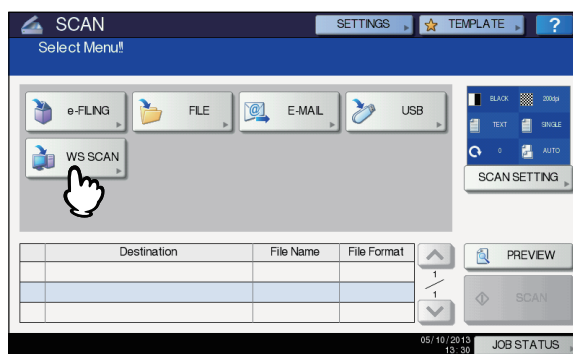 SCAN
SETTINGS
TEMPLATE
?
Select Menu!!
e-FILING
FILE
E-MAIL
USB
WS SCAN
BLACK
200dpi
TEXT
SINGLE
0
AUTO
SCAN SETTING
Destination File Name File Format
1
1
PREVIEW
SCAN
05/10/2013
13:30
JOB STATUS